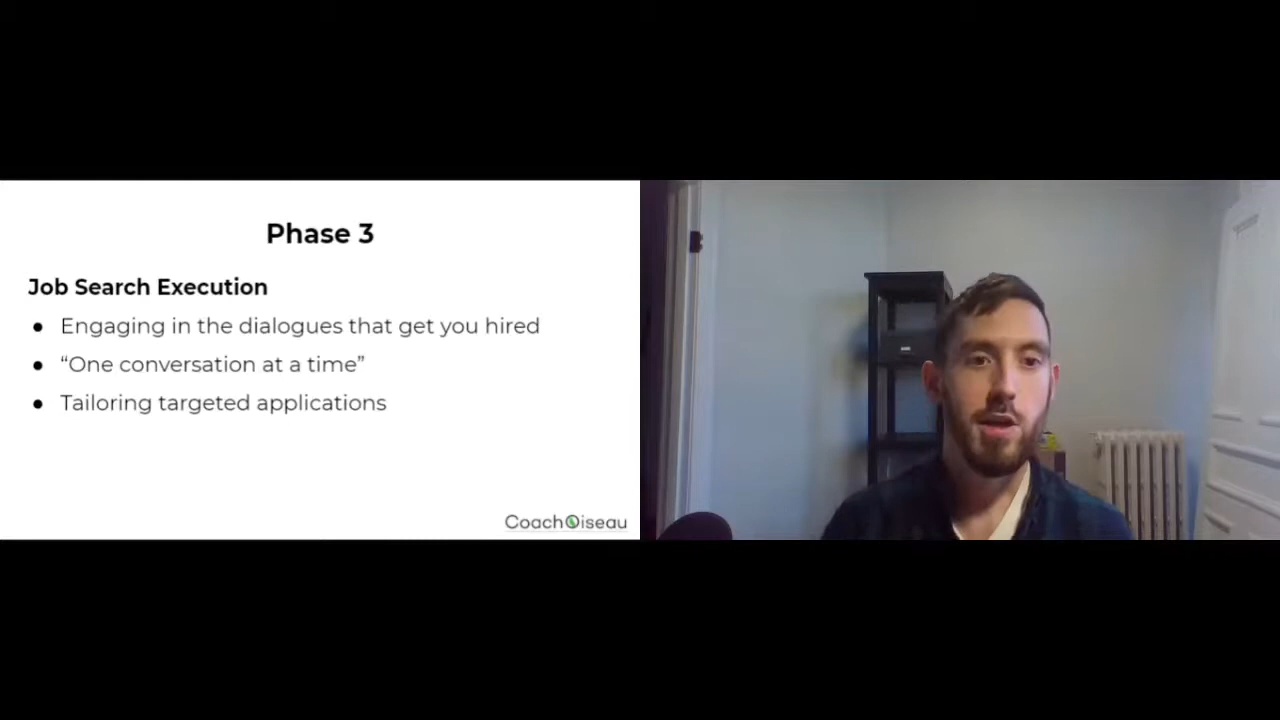 Phase 3
Job Search Execution
● Engaging in the dialogues that get you hired
● “One conversation at a time”
● Tailoring targeted applications
CoachOiseau